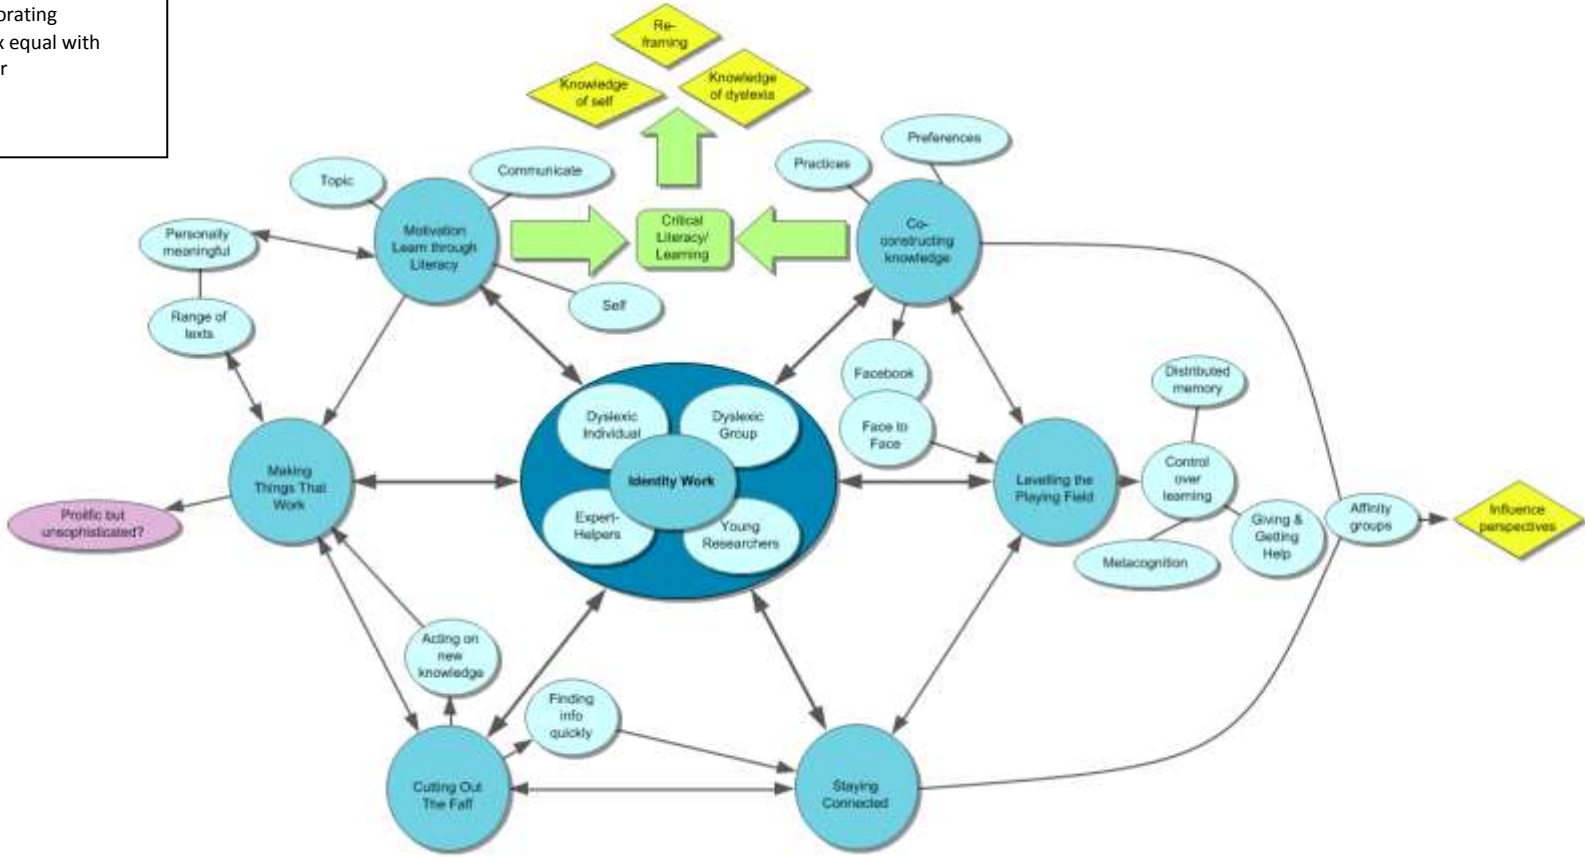 equal with
Re-
framing
Knowledge
of self
Knowledge
of dyslexia
Topic
Communicate
Practices
Preferences
Personally
meaningful
Motivation
Learn through
Literacy
Critical
Literacy/
Learning
Co-
constructing
knowledge
Range of
texts
Self
Facebook
Face to
Face
Distributed
memory
Dyslexic
Individual
Dyslexic
Group
Identity Work
Expert-
Helpers
Young
Researchers
Making
Things That
Work
Levelling the
Playing Field
Control
over
learning
Prolific but
unsophisticated?
Metacognition
Giving &
Getting
Help
Affinity
groups
Influence
perspectives
Acting on
new
knowledge
Finding
info
quickly
Cutting Out
The Faff
Staying
Connected